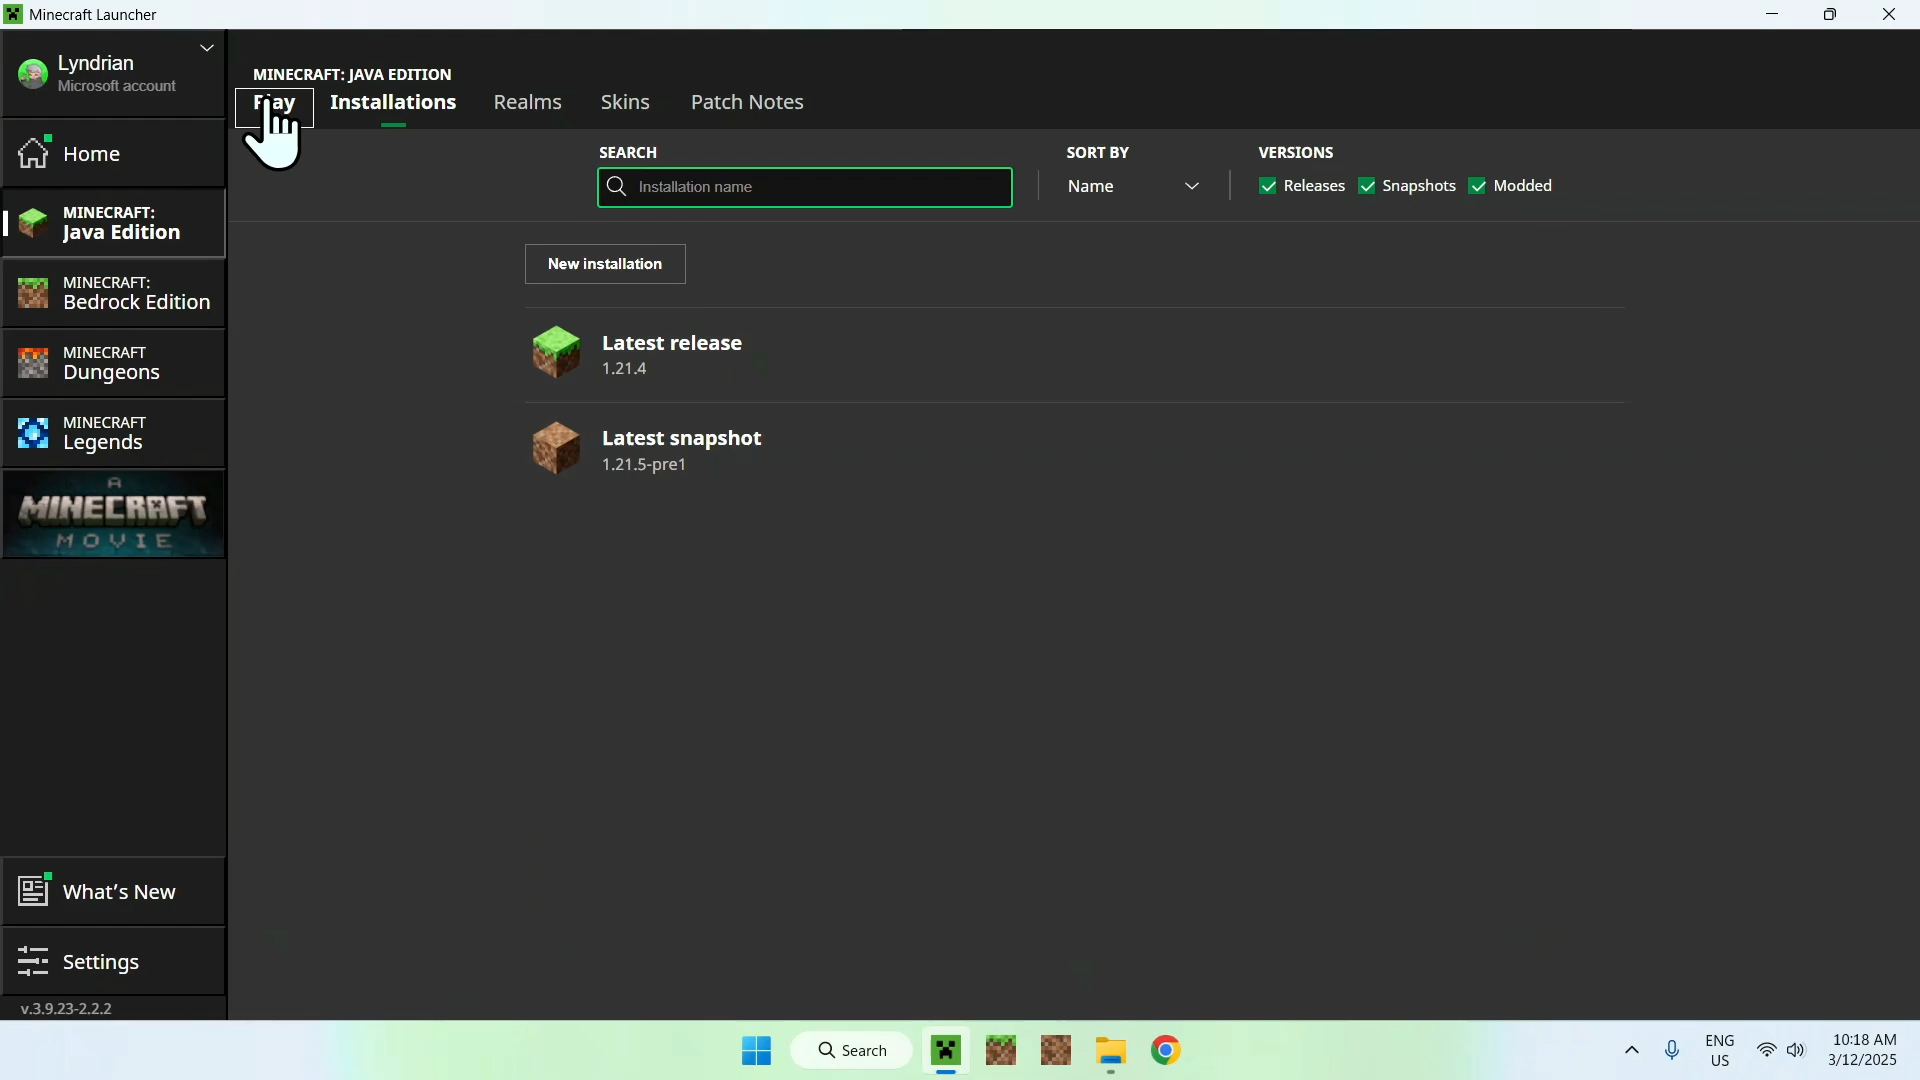 Minecraft Launcher
Lyndrian
Microsoft account
Home
MINECRAFT:
Java Edition
MINECRAFT:
Bedrock Edition
MINECRAFT
Dungeons
MINECRAFT
Legends
A
MINECRAFT
MOVIE
What's New
Settings
v.3.9.23-2.2.2
MINECRAFT: JAVA EDITION
Play Installations Realms Skins Patch Notes
SEARCH
Installation name
SORT BY
Name
VERSIONS
Releases Snapshots Modded
New installation
Latest release
1.21.4
Latest snapshot
1.21.5-pre1
Search
ENG
US
10:18 AM
3/12/2025